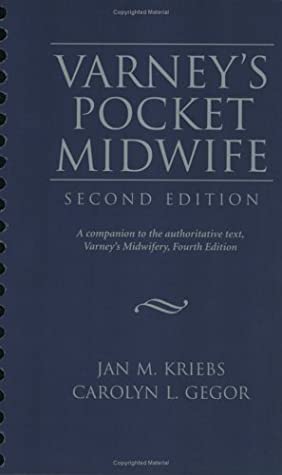 VARNEY'S
POCKET
MIDWIFE
SECOND EDITION
A companion to the authoritative text,
Varney's Midwifery, Fourth Edition
JAN M. KRIEBS
CAROLYN L. GEGOR